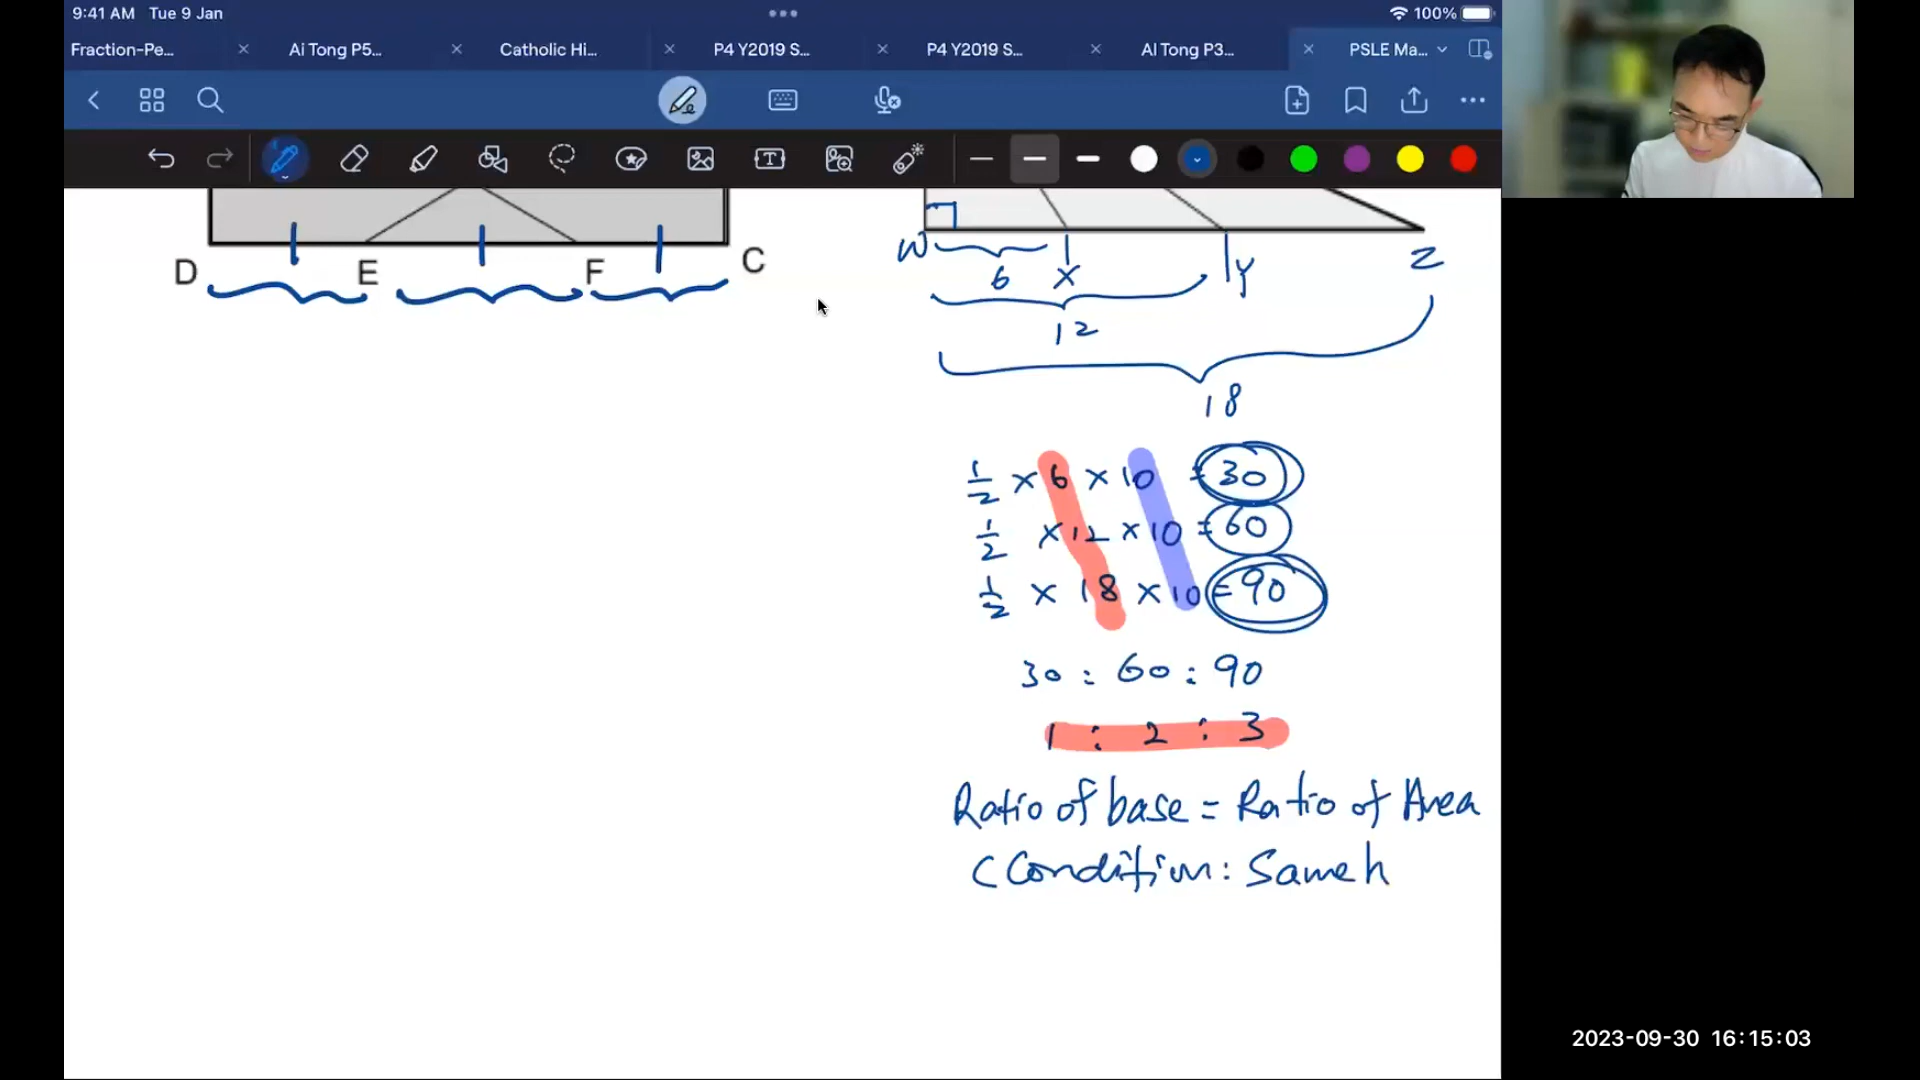 9:41 AM Tue 9 Jan
100%
Fraction-Pe...
Ai Tong P5...
Catholic Hi...
P4 Y2019 S...
P4 Y2019 S...
AI Tong P3...
PSLE Ma...
D E F C
W X Y Z
6
12
18
1/2 × 6 × 10 = 30
1/2 × 12 × 10 = 60
1/2 × 18 × 10 = 90
30 : 60 : 90
1 : 2 : 3
Ratio of base = Ratio of Area
(Condition: Same h
2023-09-30 16:15:03